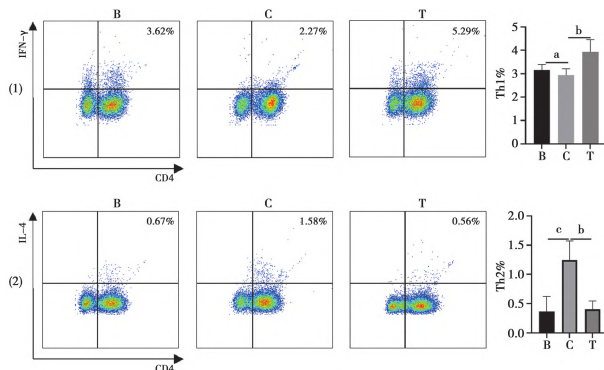 B C T
IFN-γ
3.62% 2.27% 5.29%
(1)
CD4
Th1%
5
4
3
2
1
0
a
b
B C T
B C T
IL-4
0.67% 1.58% 0.56%
(2)
CD4
Th2%
2.0
1.5
1.0
0.5
0.0
c
b
B C T